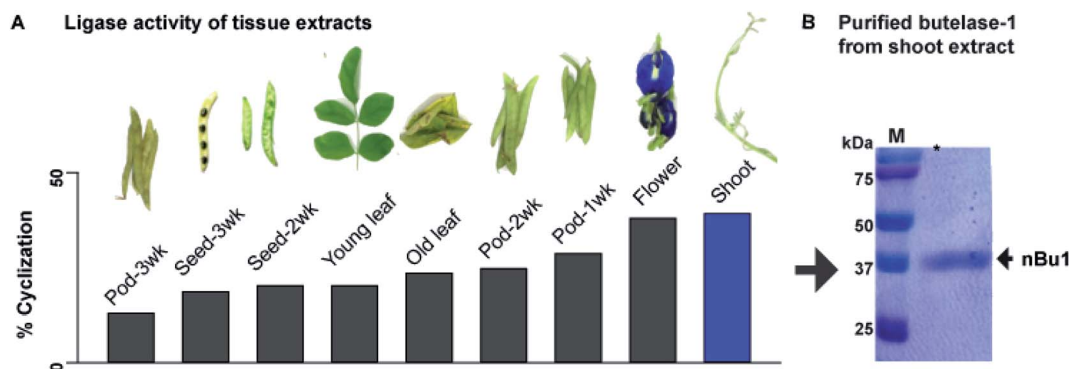 A Ligase activity of tissue extracts
B Purified butelase-1
from shoot extract
% Cyclization
50
0
Pod-3wk
Seed-3wk
Seed-2wk
Young leaf
Old leaf
Pod-2wk
Pod-1wk
Flower
Shoot
kDa M *
75
50
37
25
nBu1